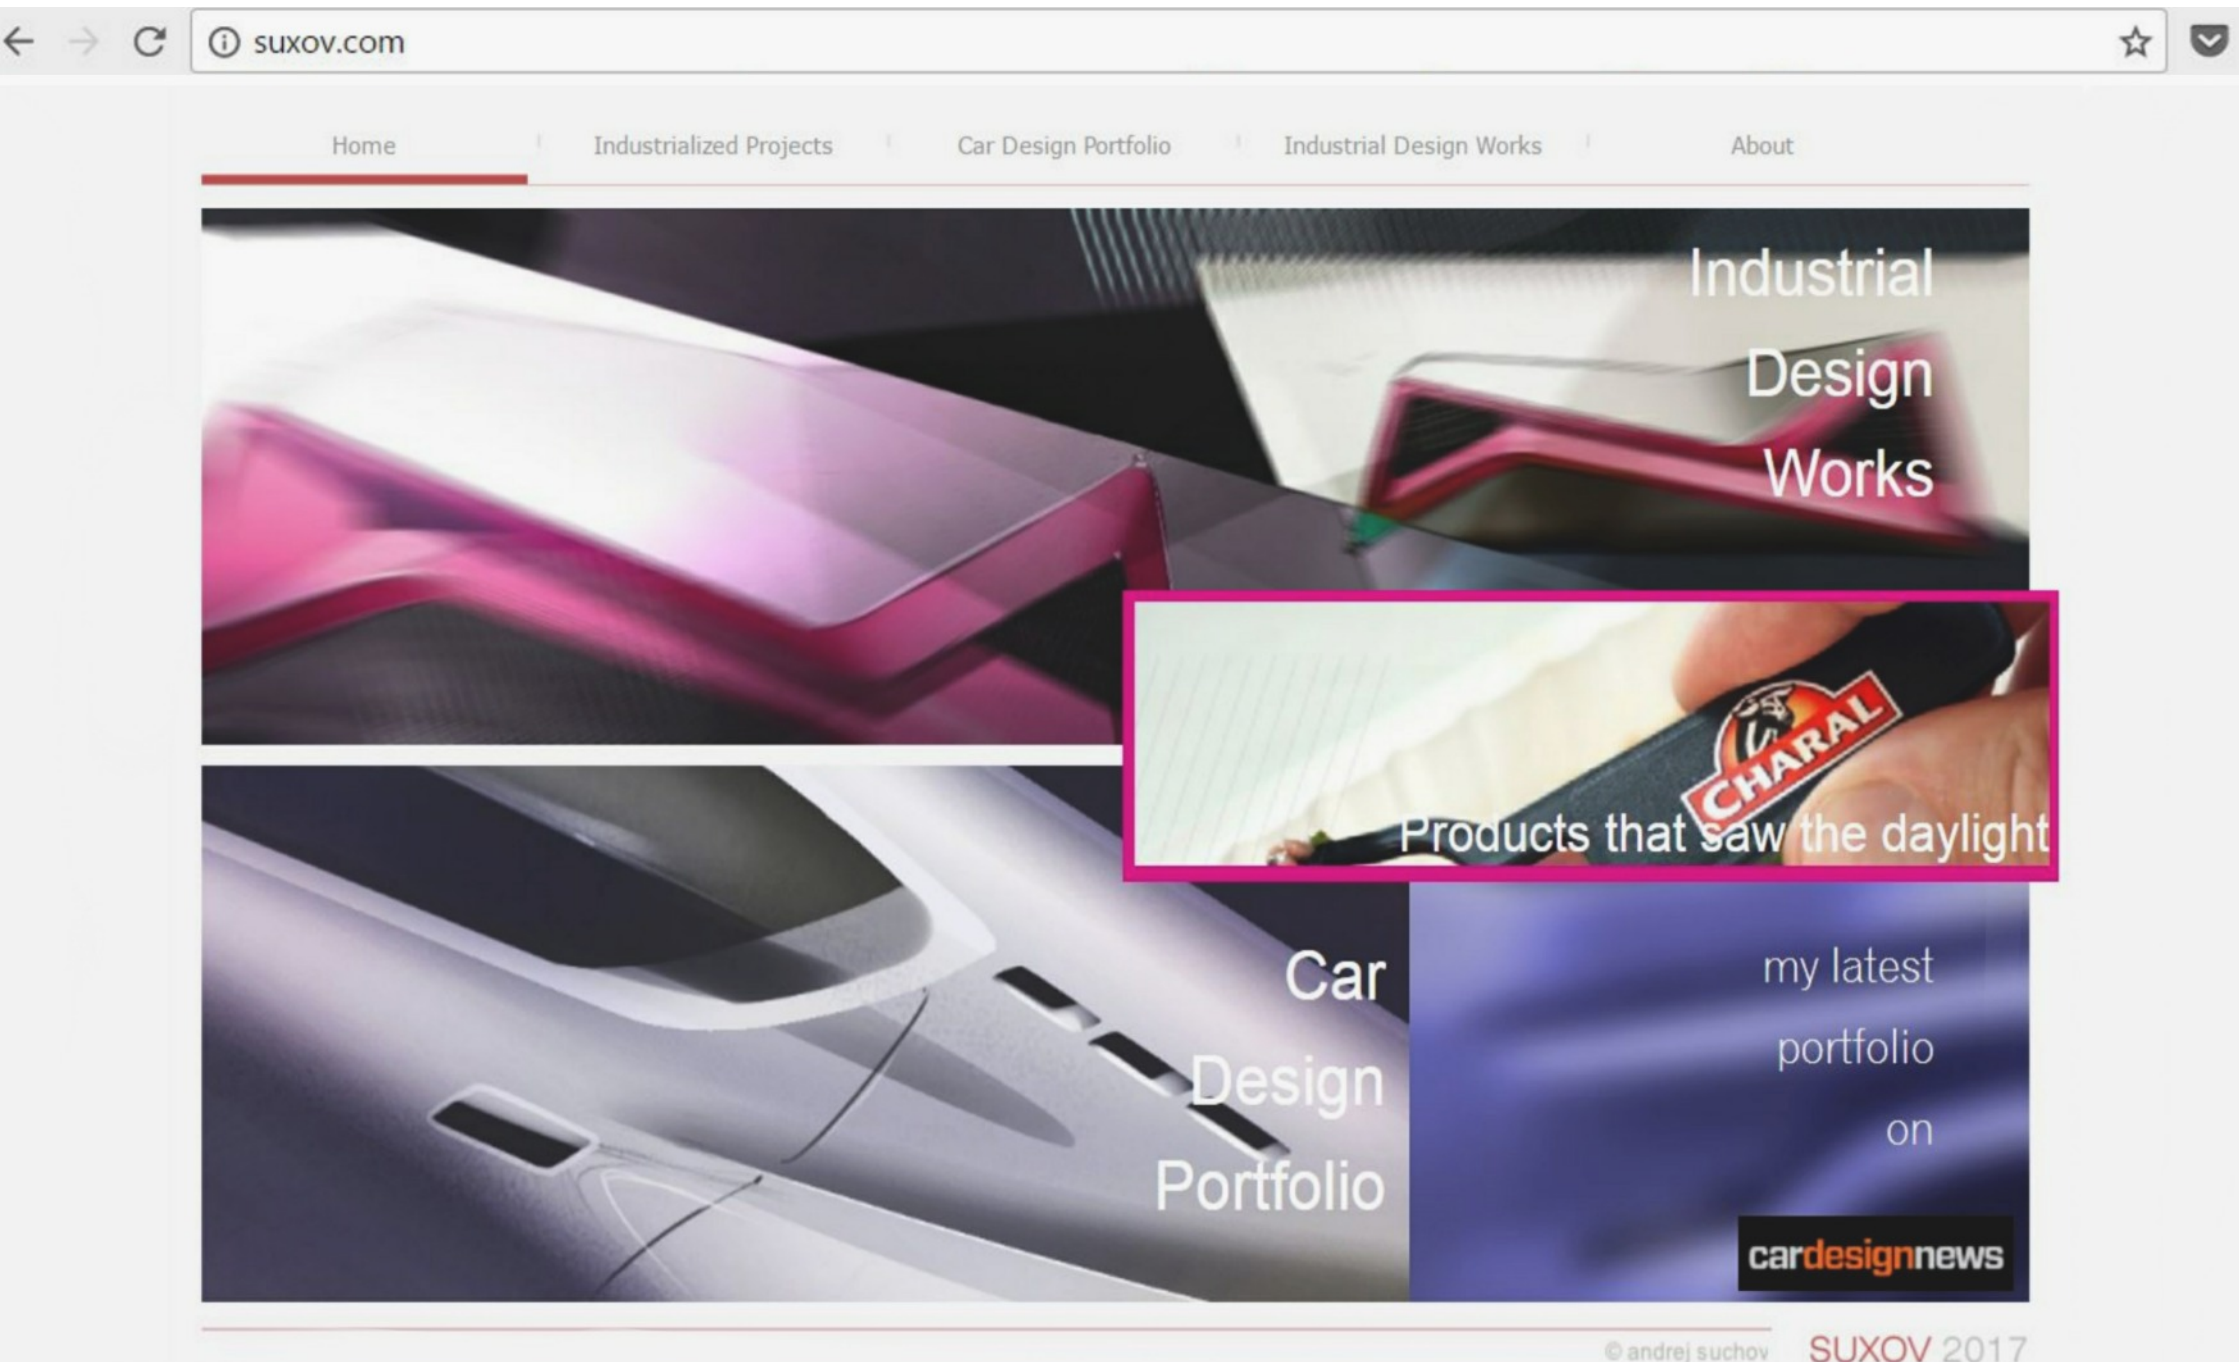 suxov.com
Home
Industrialized Projects
Car Design Portfolio
Industrial Design Works
About
Industrial
Design
Works
CHARAL
Products that saw the daylight
Car
Design
Portfolio
my latest
portfolio
on
cardesignnews
© andrej suchov
SUXOV 2017